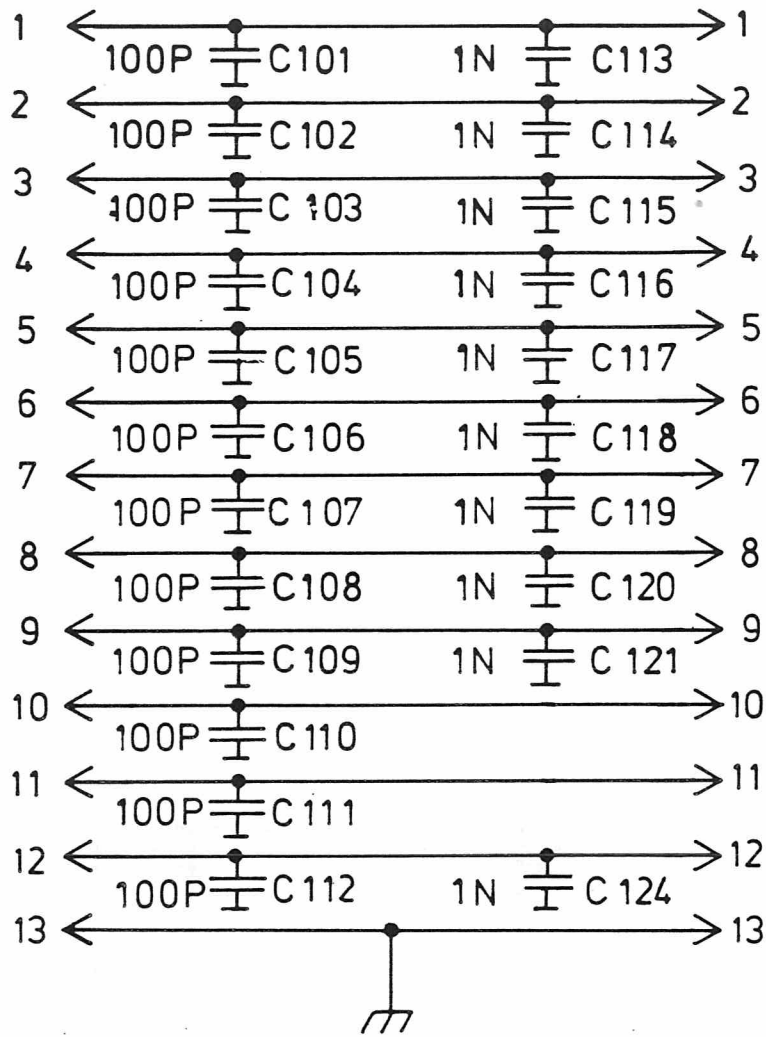 1 1
100P C101 1N C113
2 2
100P C102 1N C114
3 3
100P C 103 1N C 115
4 4
100P C104 1N C116
5 5
100P C105 1N C117
6 6
100P C106 1N C118
7 7
100P C107 1N C119
8 8
100P C108 1N C120
9 9
100P C109 1N C 121
10 10
100P C110
11 11
100P C111
12 12
100P C112 1N C124
13 13